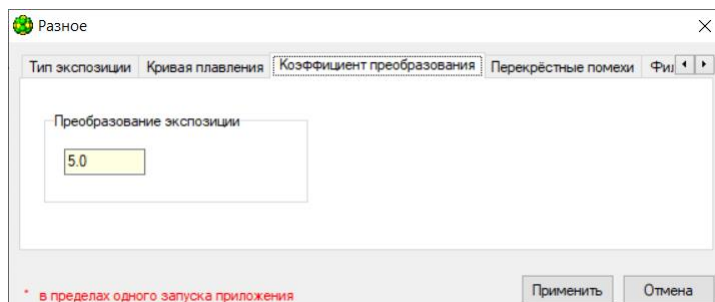 Разное
Тип экспозиции Кривая плавления Коэффициент преобразования Перекрёстные помехи Фил
Преобразование экспозиции
5.0
* в пределах одного запуска приложения
Применить Отмена